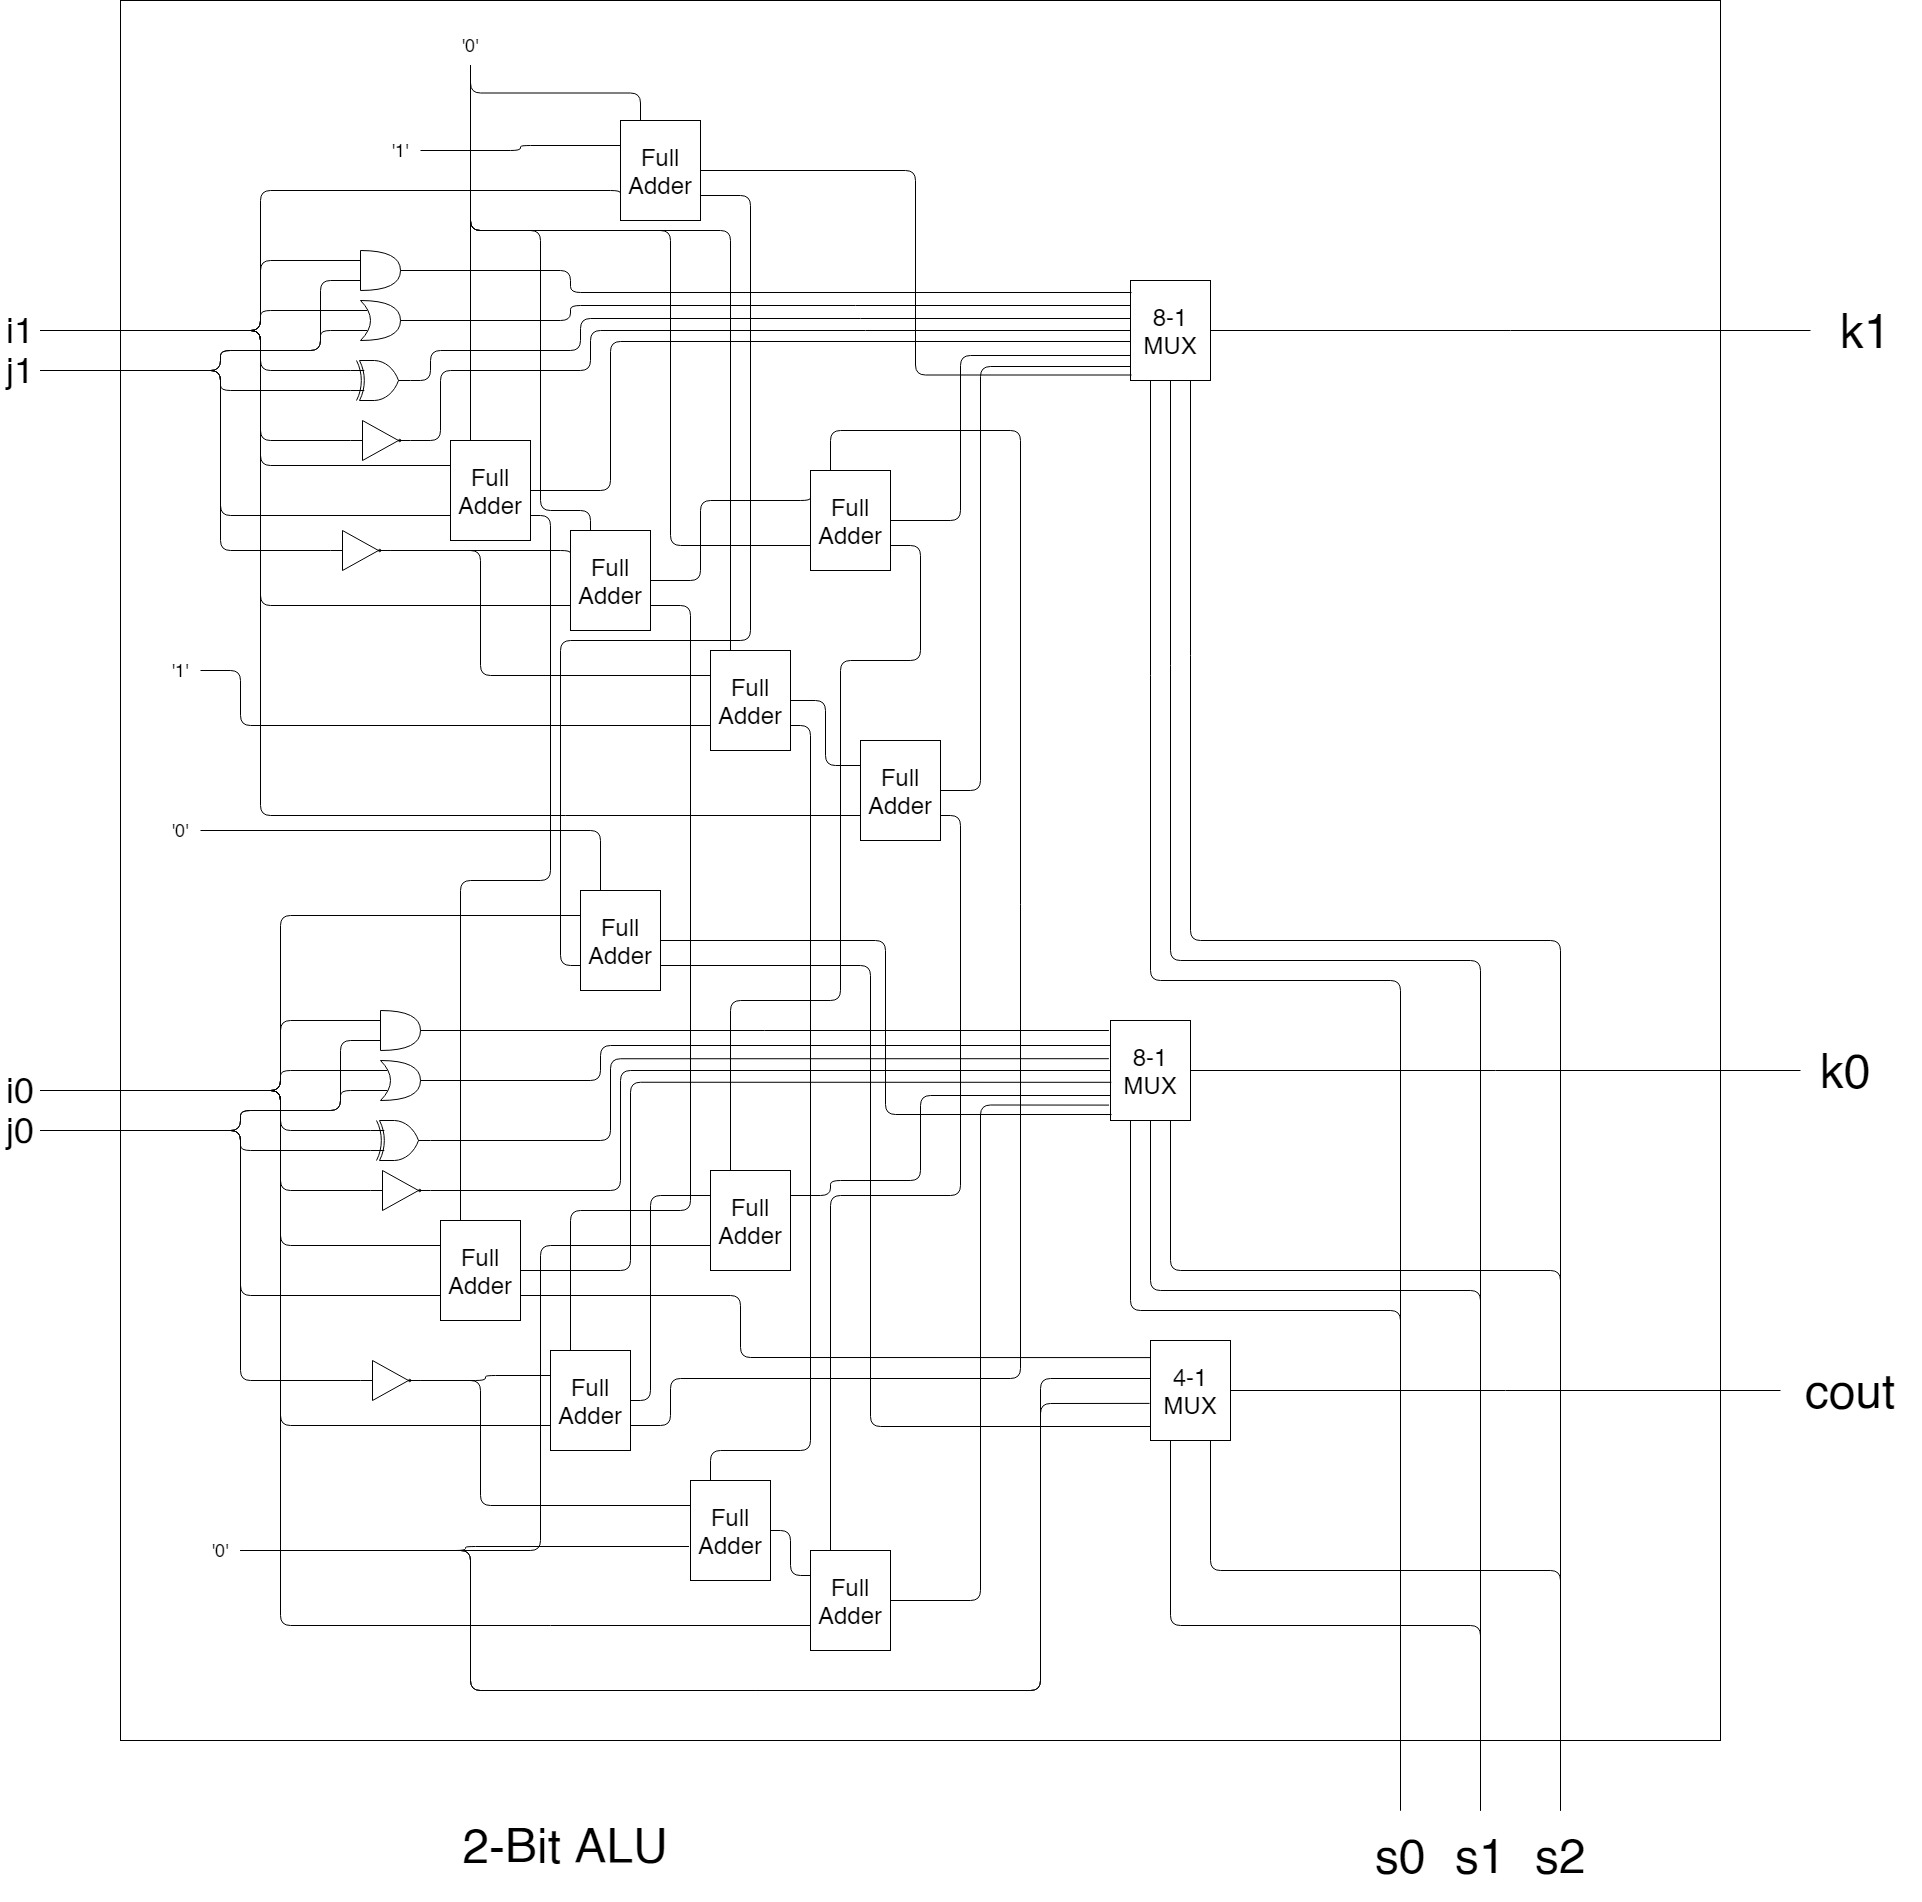 '0'
'1'
Full
Adder
i1
j1
8-1
MUX
k1
Full
Adder
Full
Adder
Full
Adder
'1'
Full
Adder
Full
Adder
'0'
Full
Adder
i0
j0
8-1
MUX
k0
Full
Adder
Full
Adder
Full
Adder
4-1
MUX
cout
Full
Adder
'0'
Full
Adder
2-Bit ALU
s0 s1 s2